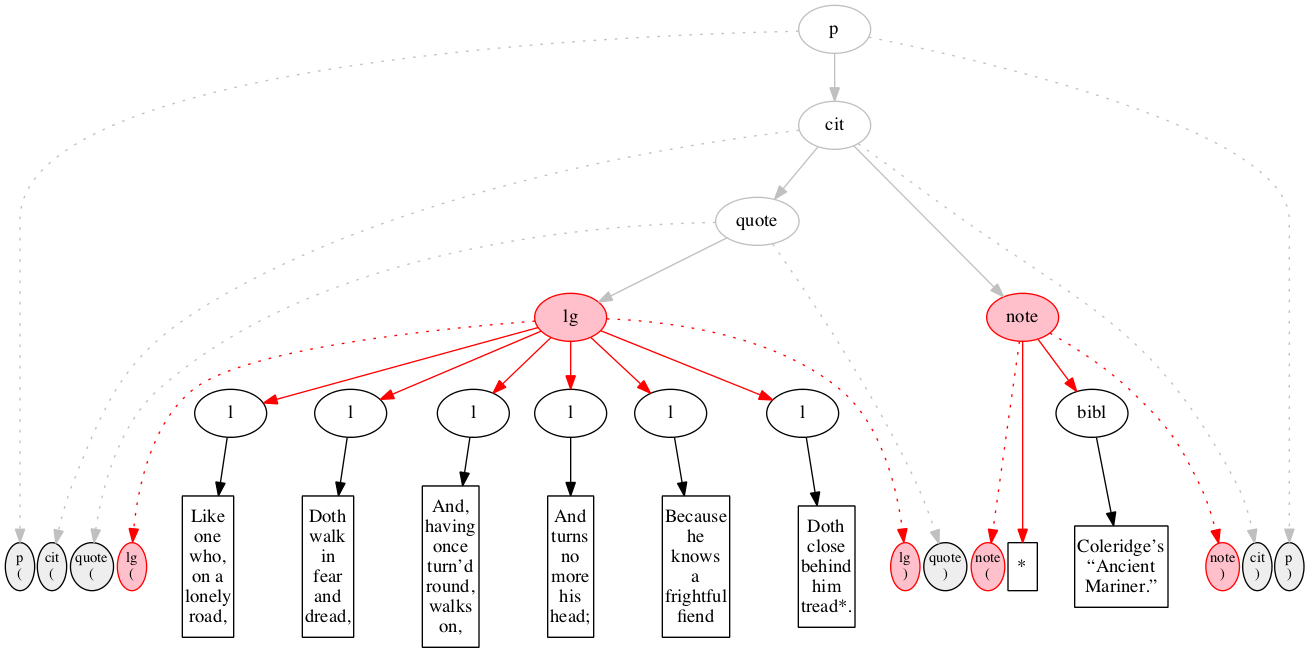 p
cit
quote
lg
note
l
l
l
l
l
l
bibl
p
(
cit
(
quote
(
lg
(
Like
one
who,
on a
lonely
road,
Doth
walk
in
fear
and
dread,
And,
having
once
turn’d
round,
walks
on,
And
turns
no
more
his
head;
Because
he
knows
a
frightful
fiend
Doth
close
behind
him
tread*.
lg
)
quote
)
note
(
*
Coleridge’s
“Ancient
Mariner.”
note
)
cit
)
p
)